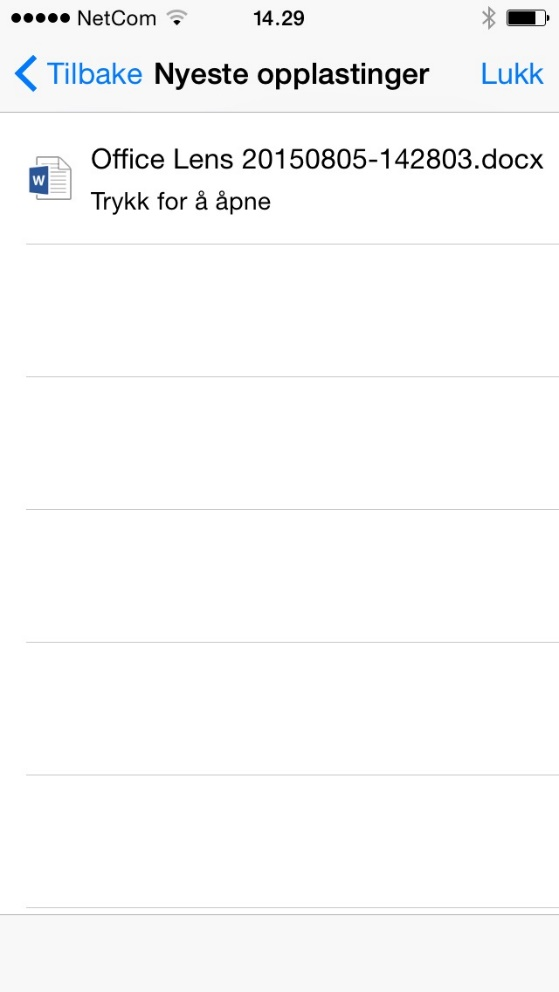 NetCom 14.29
Tilbake Nyeste opplastinger Lukk
W Office Lens 20150805-142803.docx
Trykk for å åpne